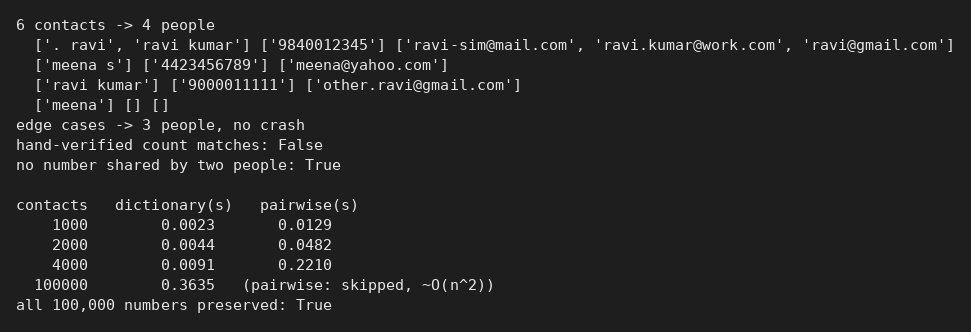 6 contacts -> 4 people
  ['. ravi', 'ravi kumar'] ['9840012345'] ['ravi-sim@mail.com', 'ravi.kumar@work.com', 'ravi@gmail.com']
  ['meena s'] ['4423456789'] ['meena@yahoo.com']
  ['ravi kumar'] ['9000011111'] ['other.ravi@gmail.com']
  ['meena'] [] []
edge cases -> 3 people, no crash
hand-verified count matches: False
no number shared by two people: True

contacts   dictionary(s)   pairwise(s)
    1000        0.0023       0.0129
    2000        0.0044       0.0482
    4000        0.0091       0.2210
  100000        0.3635   (pairwise: skipped, ~O(n^2))
all 100,000 numbers preserved: True